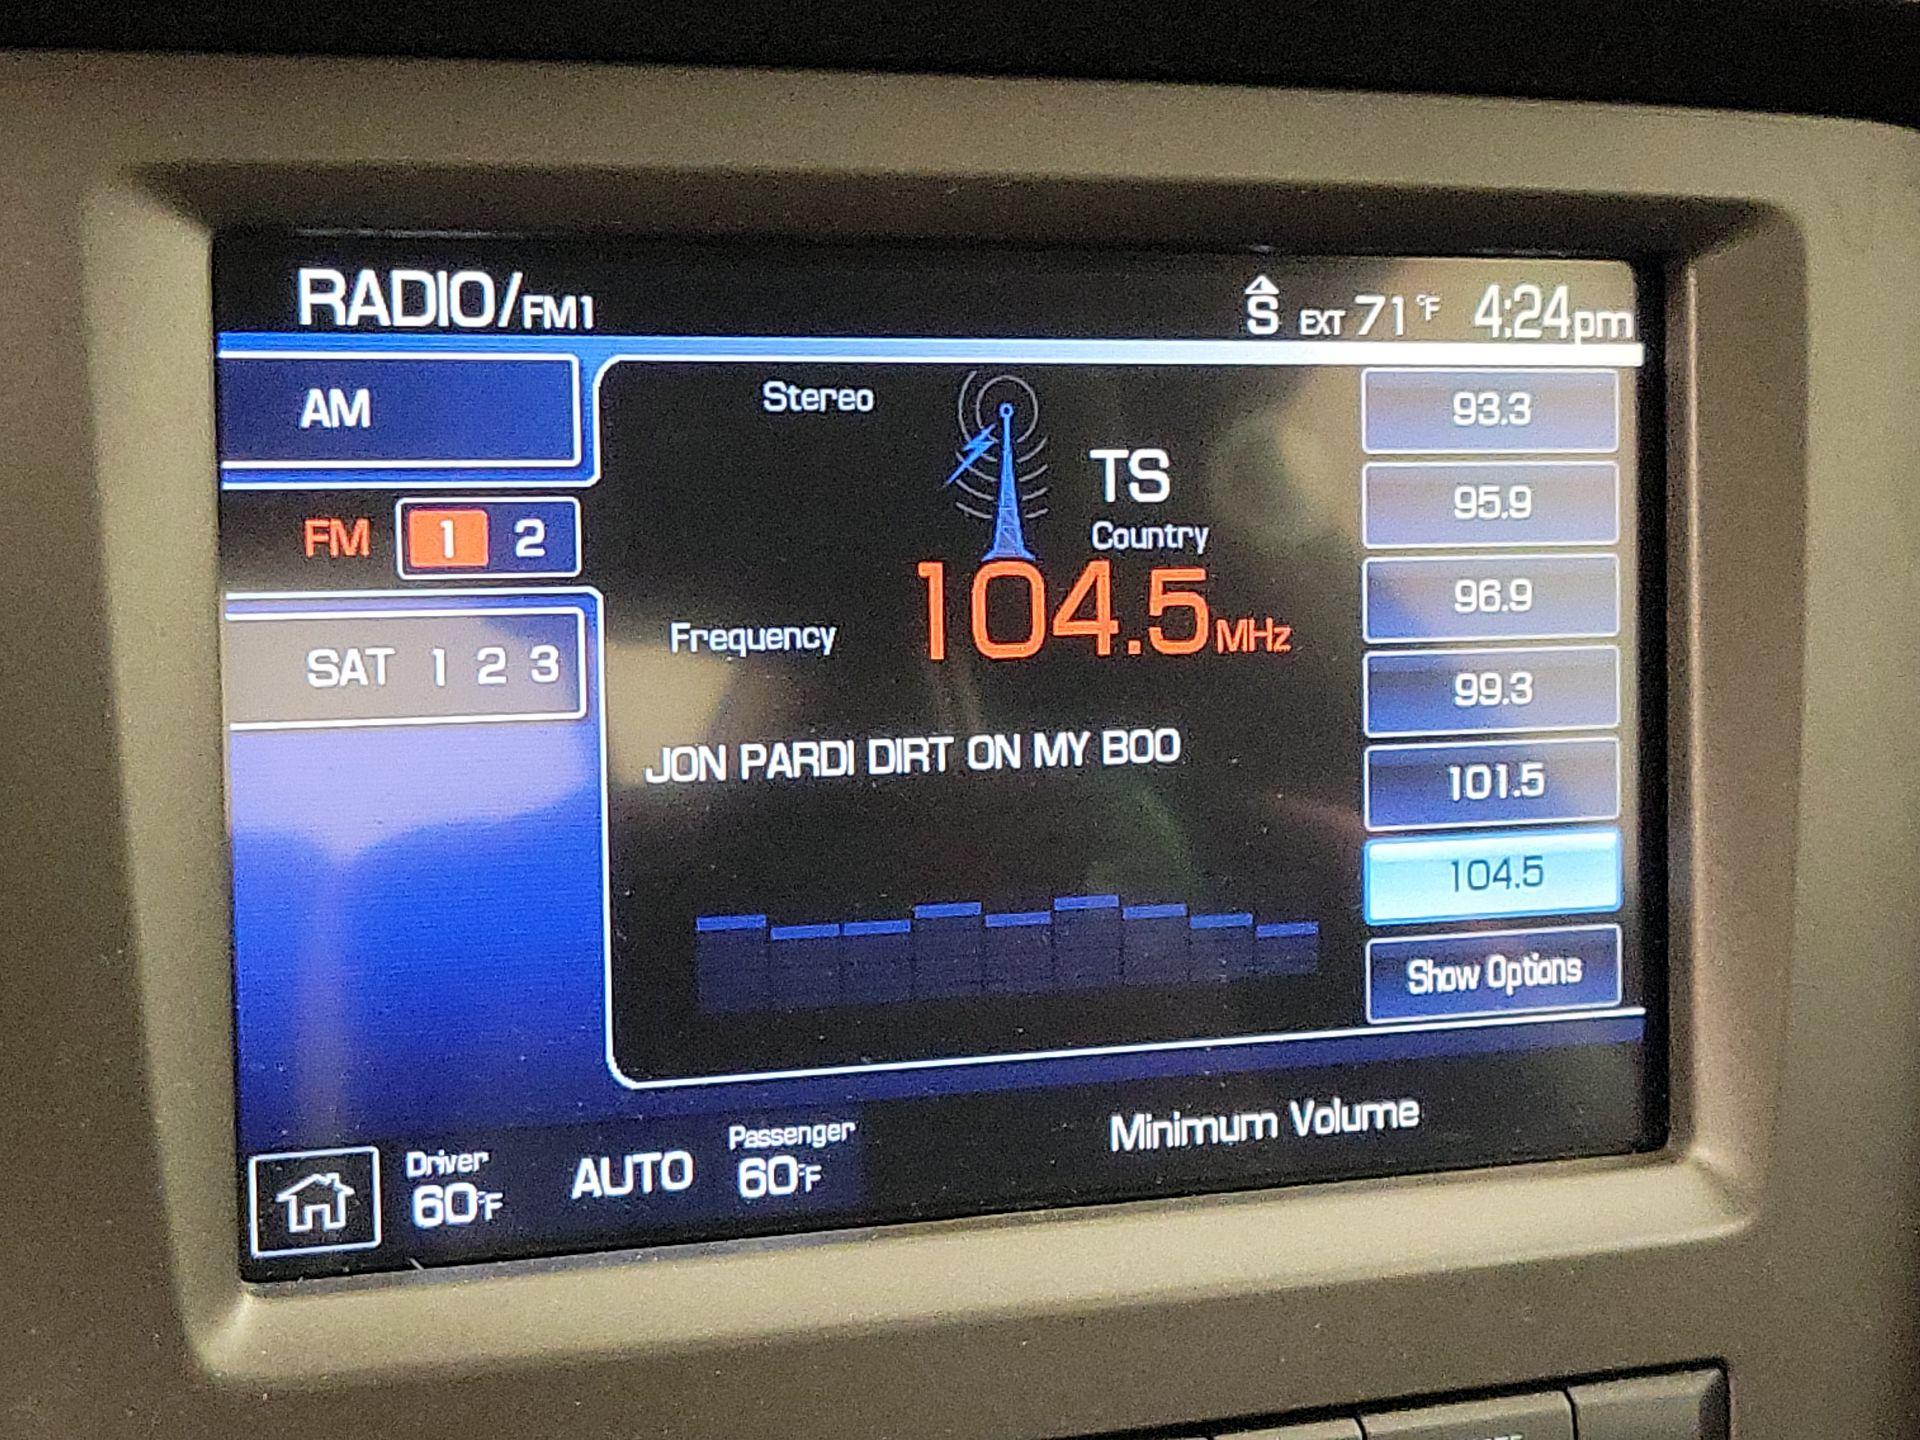 RADIO/FM1
S EXT 71°F 4:24pm
AM
FM 1 2
SAT 1 2 3
Stereo
TS
Country
Frequency 104.5MHz
JON PARDI DIRT ON MY BOO
93.3
95.9
96.9
99.3
101.5
104.5
Show Options
Driver
60°F
AUTO
Passenger
60°F
Minimum Volume